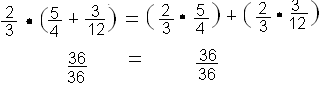 2/3 • (5/4 + 3/12) = (2/3 • 5/4) + (2/3 • 3/12)
36/36 = 36/36